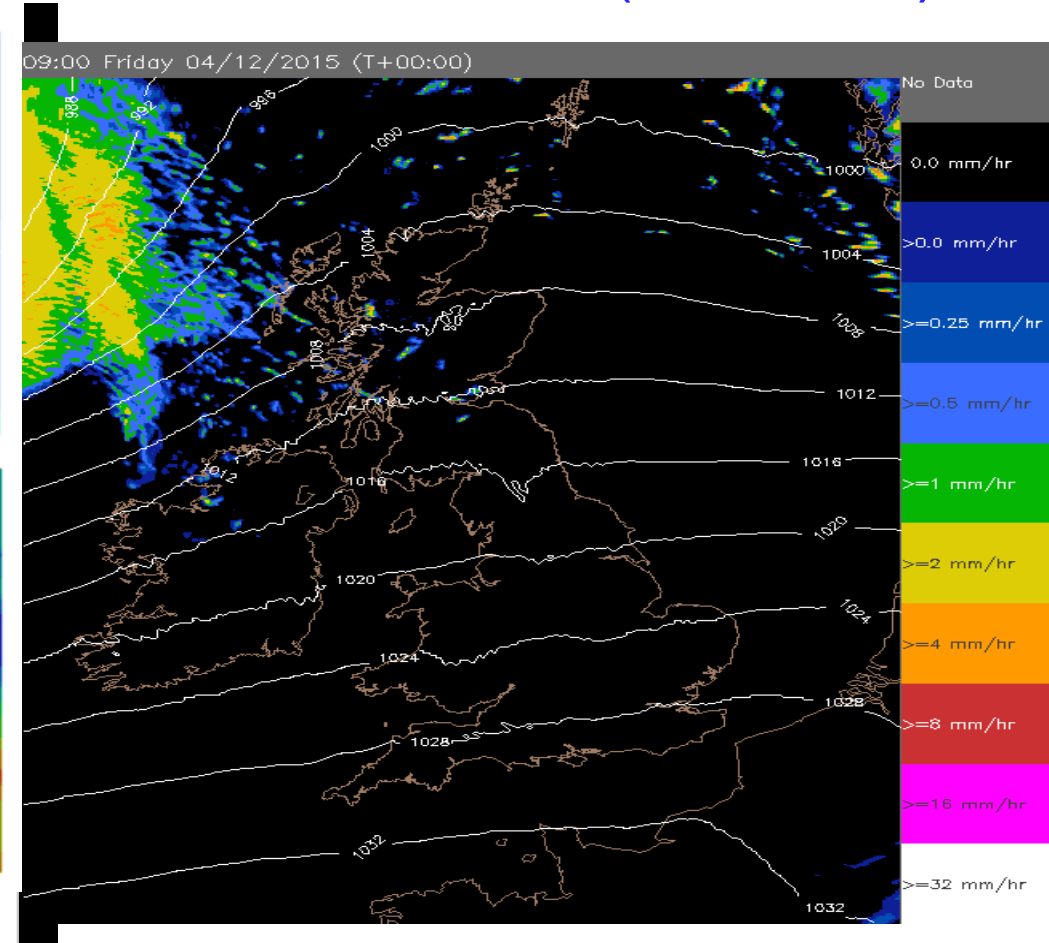 09:00 Friday 04/12/2015 (T+00:00)
No Data
0.0 mm/hr
>0.0 mm/hr
>=0.25 mm/hr
>=0.5 mm/hr
>=1 mm/hr
>=2 mm/hr
>=4 mm/hr
>=8 mm/hr
>=16 mm/hr
>=32 mm/hr
988
992
996
1000
1000
1004
1004
1008
1008
1012
1012
1016
1016
1020
1020
1024
1024
1028
1028
1032
1032